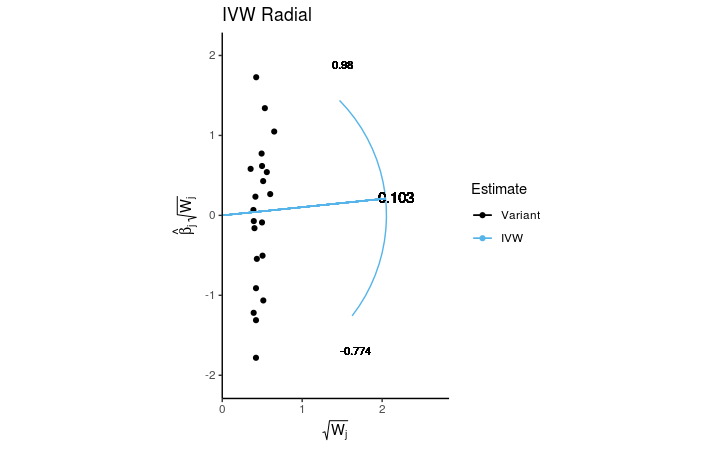 IVW Radial
0.98
0.103
-0.774
2
1
0
-1
-2
β̂j√Wj
0 1 2
√Wj
Estimate
Variant
IVW